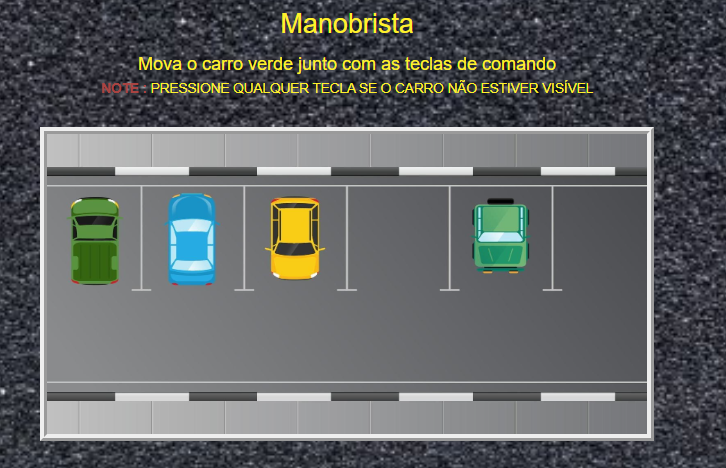 Manobrista
Mova o carro verde junto com as teclas de comando
NOTE - PRESSIONE QUALQUER TECLA SE O CARRO NÃO ESTIVER VISÍVEL